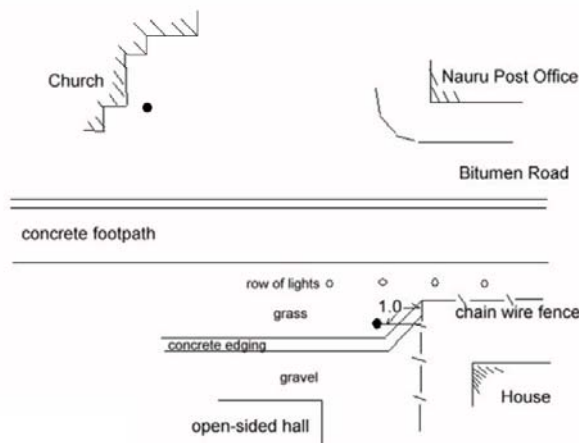 Church
Nauru Post Office
Bitumen Road
concrete footpath
row of lights
1.0
grass
chain wire fence
concrete edging
gravel
House
open-sided hall